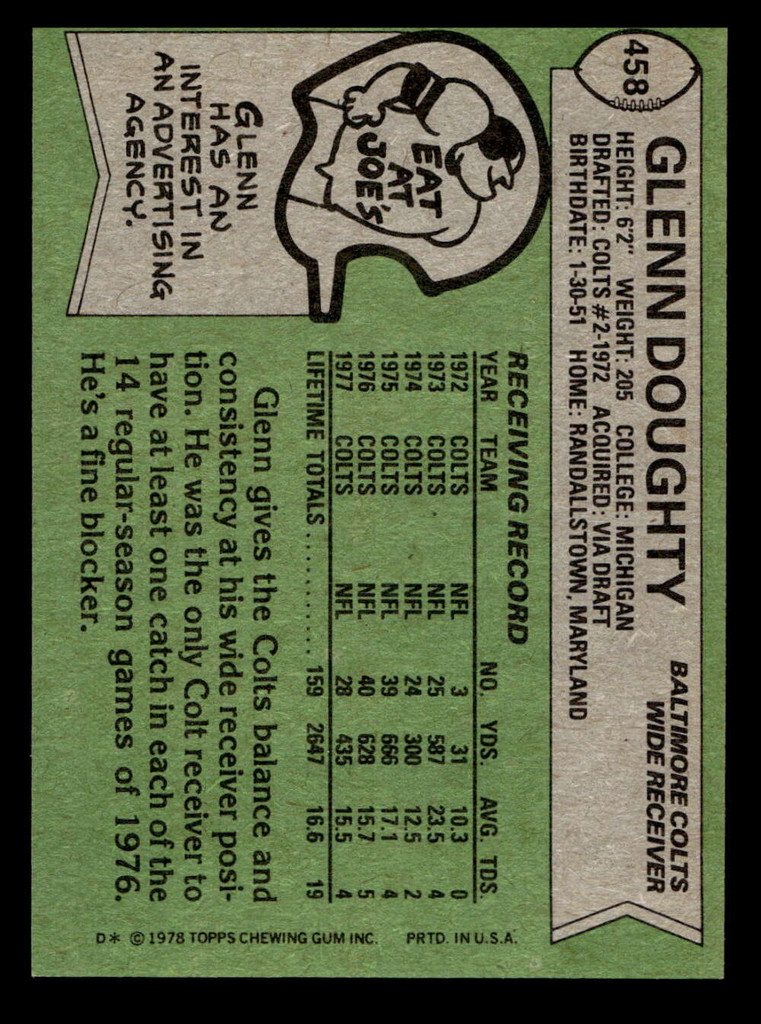 458
GLENN DOUGHTY
BALTIMORE COLTS
WIDE RECEIVER
HEIGHT: 6'2" WEIGHT: 205 COLLEGE: MICHIGAN
DRAFTED: COLTS #2-1972 ACQUIRED: VIA DRAFT
BIRTHDATE: 1-30-51 HOME: RANDALLSTOWN, MARYLAND
EAT
AT
JOE'S
GLENN
HAS AN
INTEREST IN
AN ADVERTISING
AGENCY.
RECEIVING RECORD
YEAR TEAM NO. YDS. AVG. TDS.
1972 COLTS NFL 3 31 10.3 0
1973 COLTS NFL 25 587 23.5 4
1974 COLTS NFL 24 300 12.5 2
1975 COLTS NFL 39 666 17.1 4
1976 COLTS NFL 40 628 15.7 5
1977 COLTS NFL 28 435 15.5 4
LIFETIME TOTALS .......... 159 2647 16.6 19
Glenn gives the Colts balance and
consistency at his wide receiver posi-
tion. He was the only Colt receiver to
have at least one catch in each of the
14 regular-season games of 1976.
He's a fine blocker.
D* © 1978 TOPPS CHEWING GUM INC. PRTD. IN U.S.A.